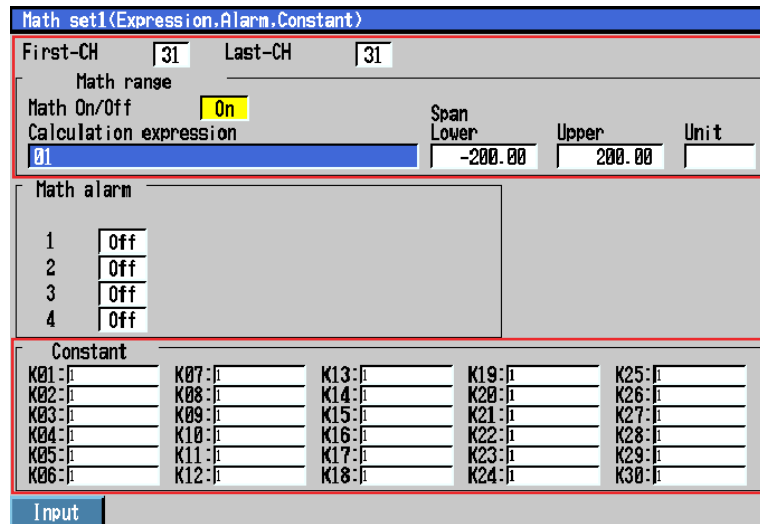 Math set1(Expression,Alarm,Constant)
First-CH 31 Last-CH 31
Math range
Math On/Off On Span
Calculation expression Lower Upper Unit
01 -200.00 200.00
Math alarm
1 Off
2 Off
3 Off
4 Off
Constant
K01:1 K07:1 K13:1 K19:1 K25:1
K02:1 K08:1 K14:1 K20:1 K26:1
K03:1 K09:1 K15:1 K21:1 K27:1
K04:1 K10:1 K16:1 K22:1 K28:1
K05:1 K11:1 K17:1 K23:1 K29:1
K06:1 K12:1 K18:1 K24:1 K30:1
Input